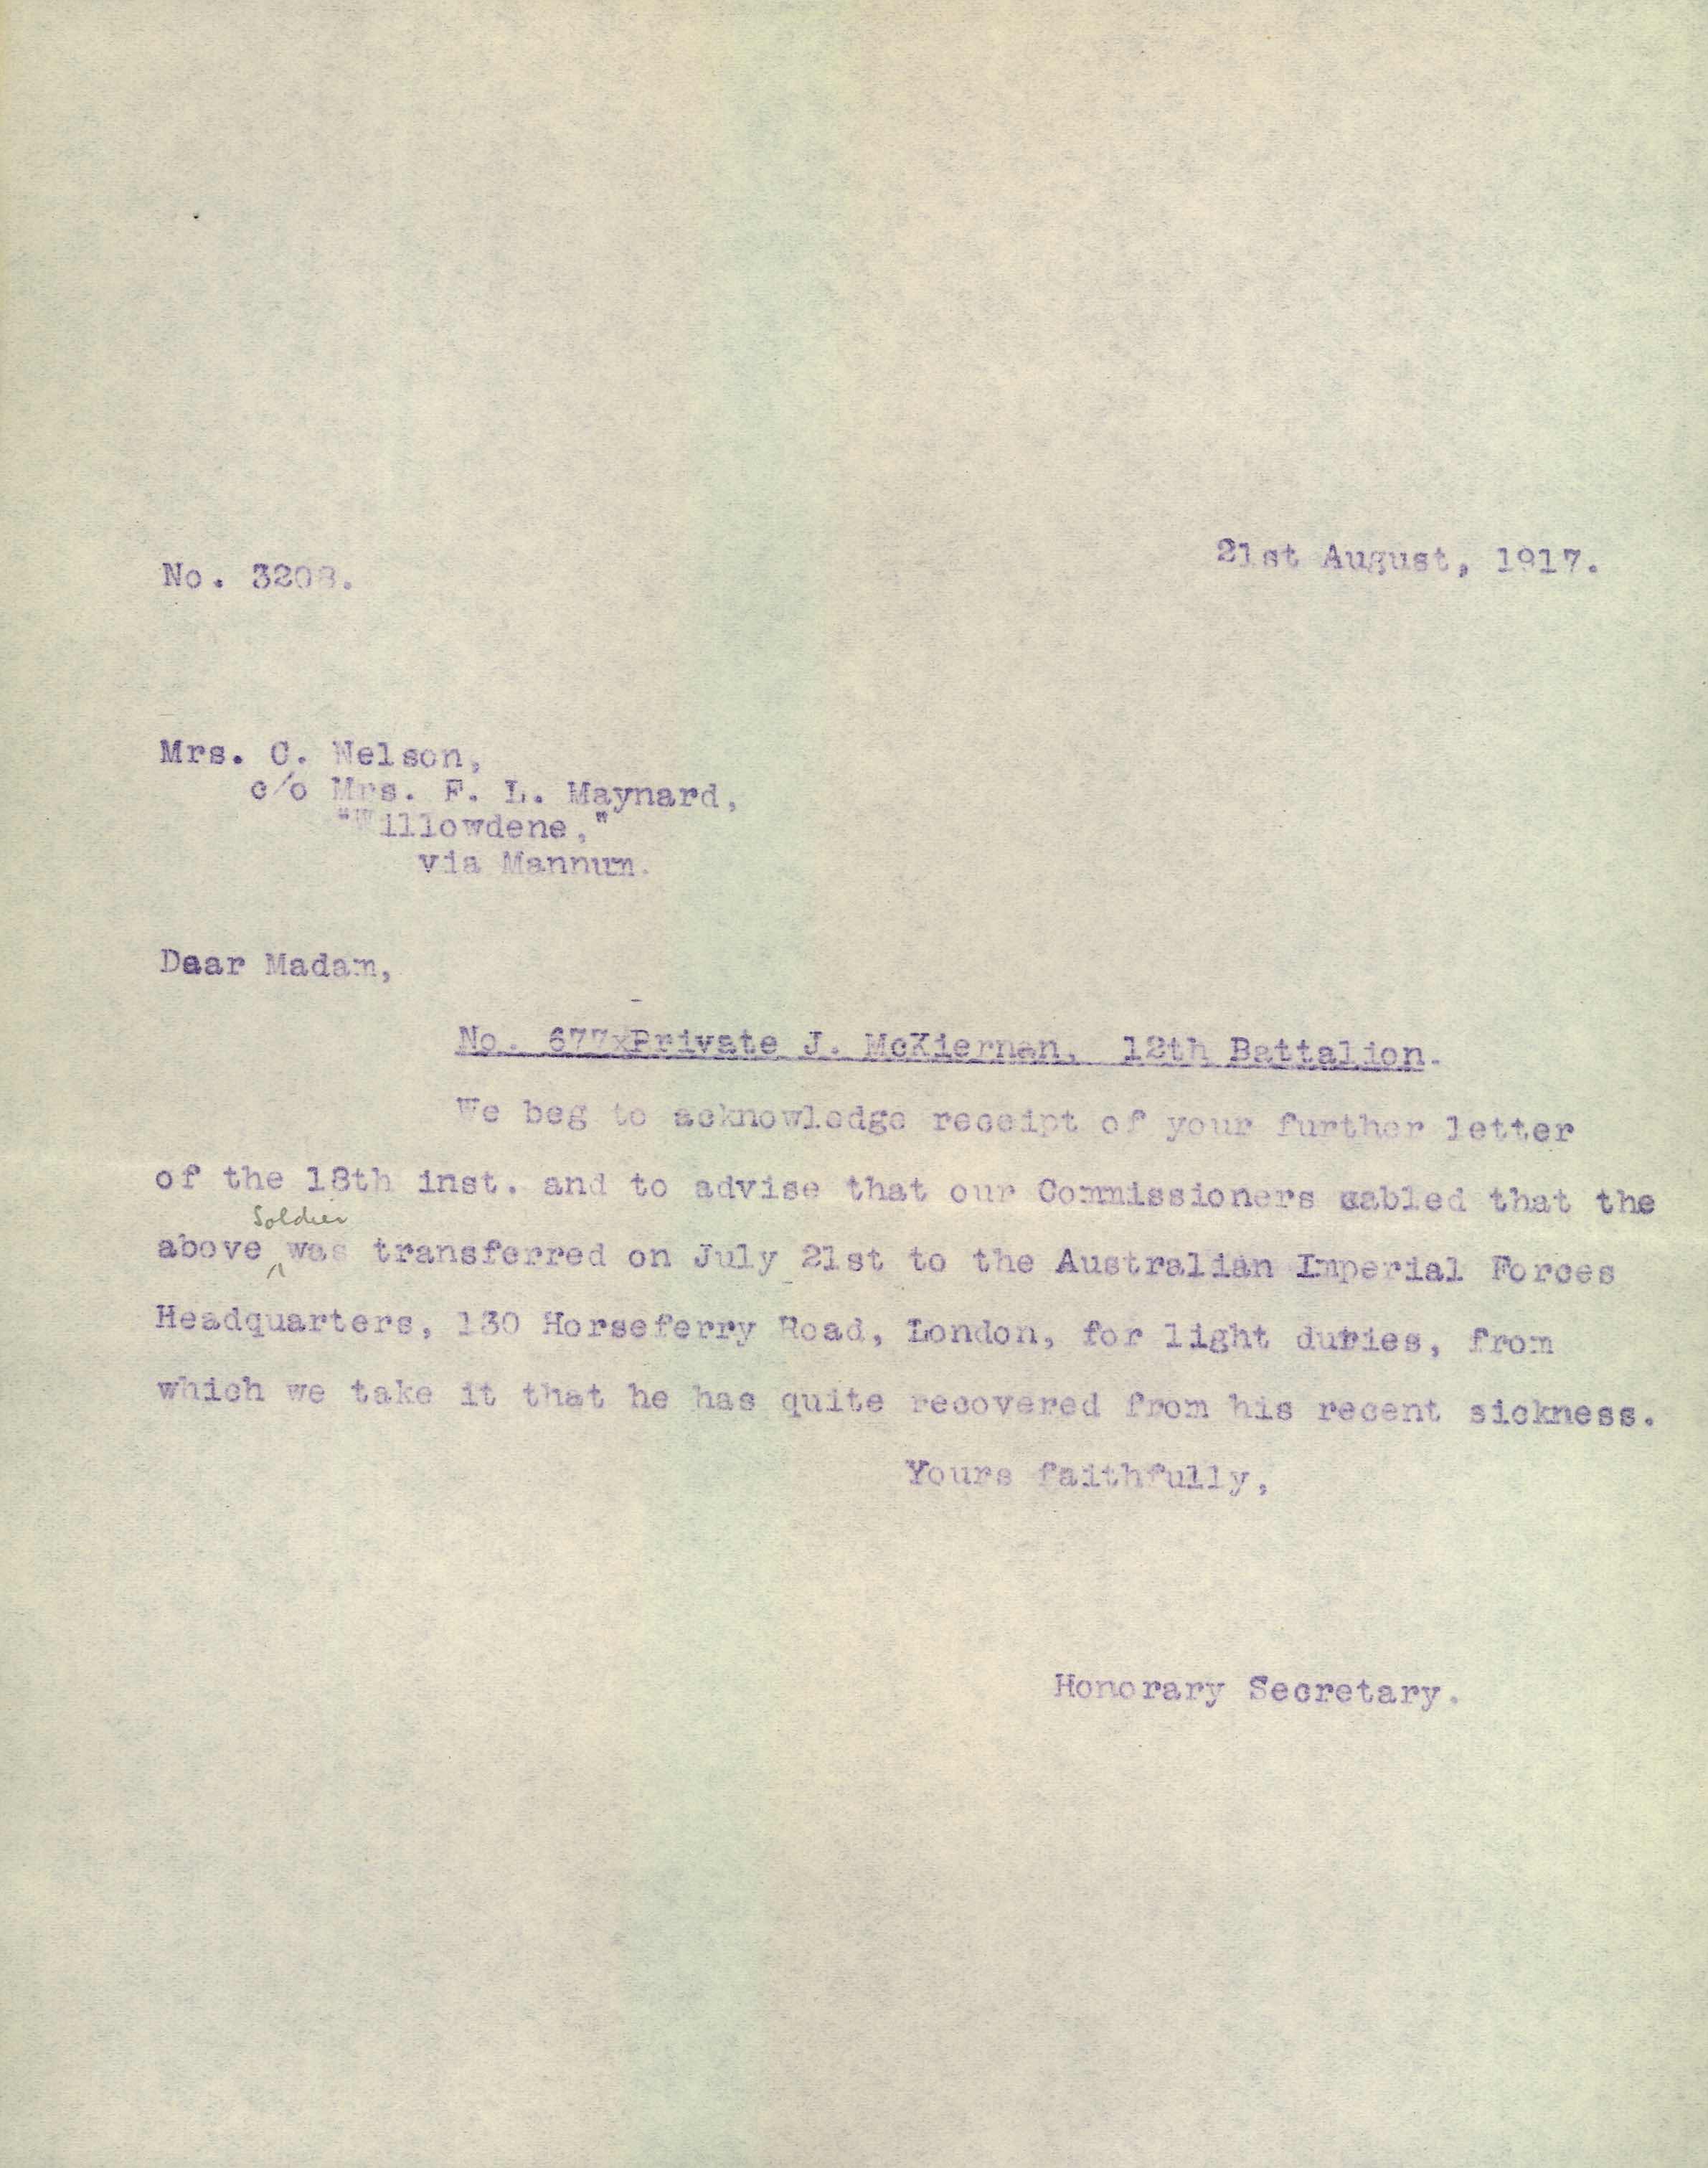 21st August, 1917.
No. 3208.
Mrs. C. Nelson,
c/o Mrs. F. L. Maynard,
"Willowdene,"
via Mannum.
Dear Madam,
No. 677xPrivate J. McKiernan, 12th Battalion.
We beg to acknowledge receipt of your further letter
of the 18th inst. and to advise that our Commissioners cabled that the
Soldier
above ^ was transferred on July 21st to the Australian Imperial Forces
Headquarters, 130 Horseferry Road, London, for light duties, from
which we take it that he has quite recovered from his recent sickness.
Yours faithfully,
Honorary Secretary.